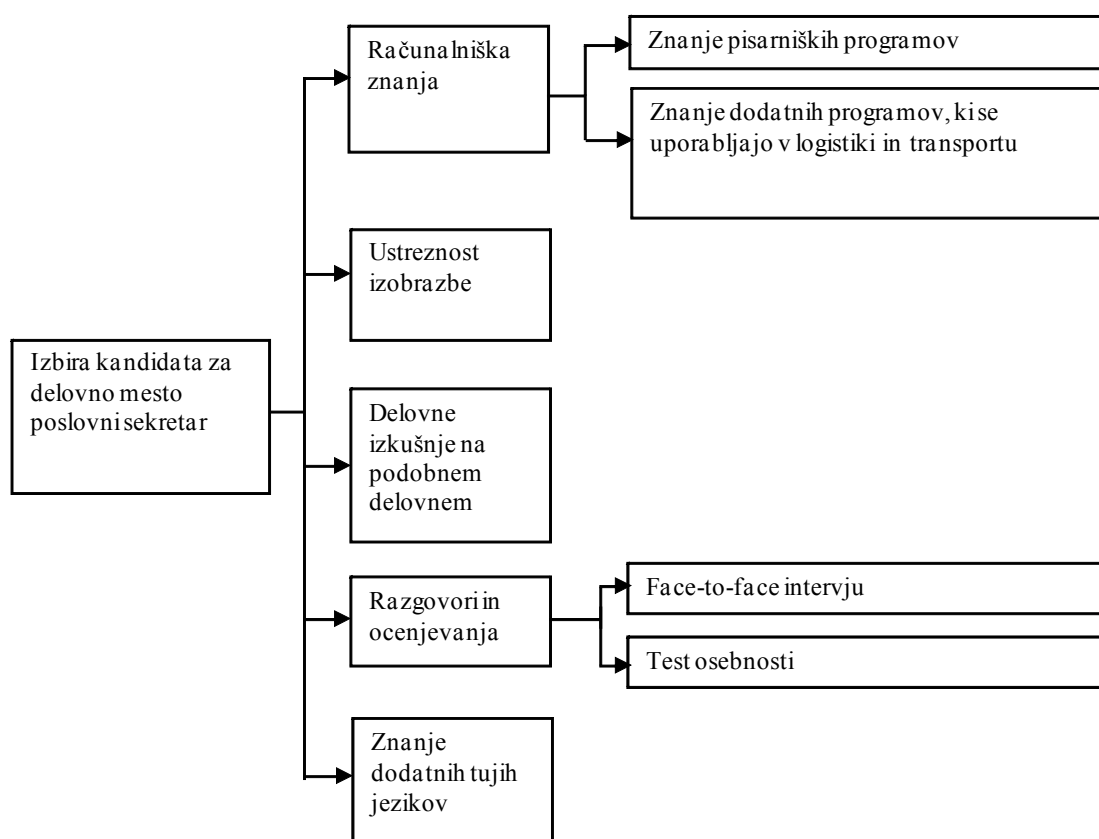 Računalniška
znanja
Znanje pisarniških programov
Znanje dodatnih programov, ki se
uporabljajo v logistiki in transportu
Ustreznost
izobrazbe
Izbira kandidata za
delovno mesto
poslovni sekretar
Delovne
izkušnje na
podobnem
delovnem
Razgovori in
ocenjevanja
Face-to-face intervju
Test osebnosti
Znanje
dodatnih tujih
jezikov